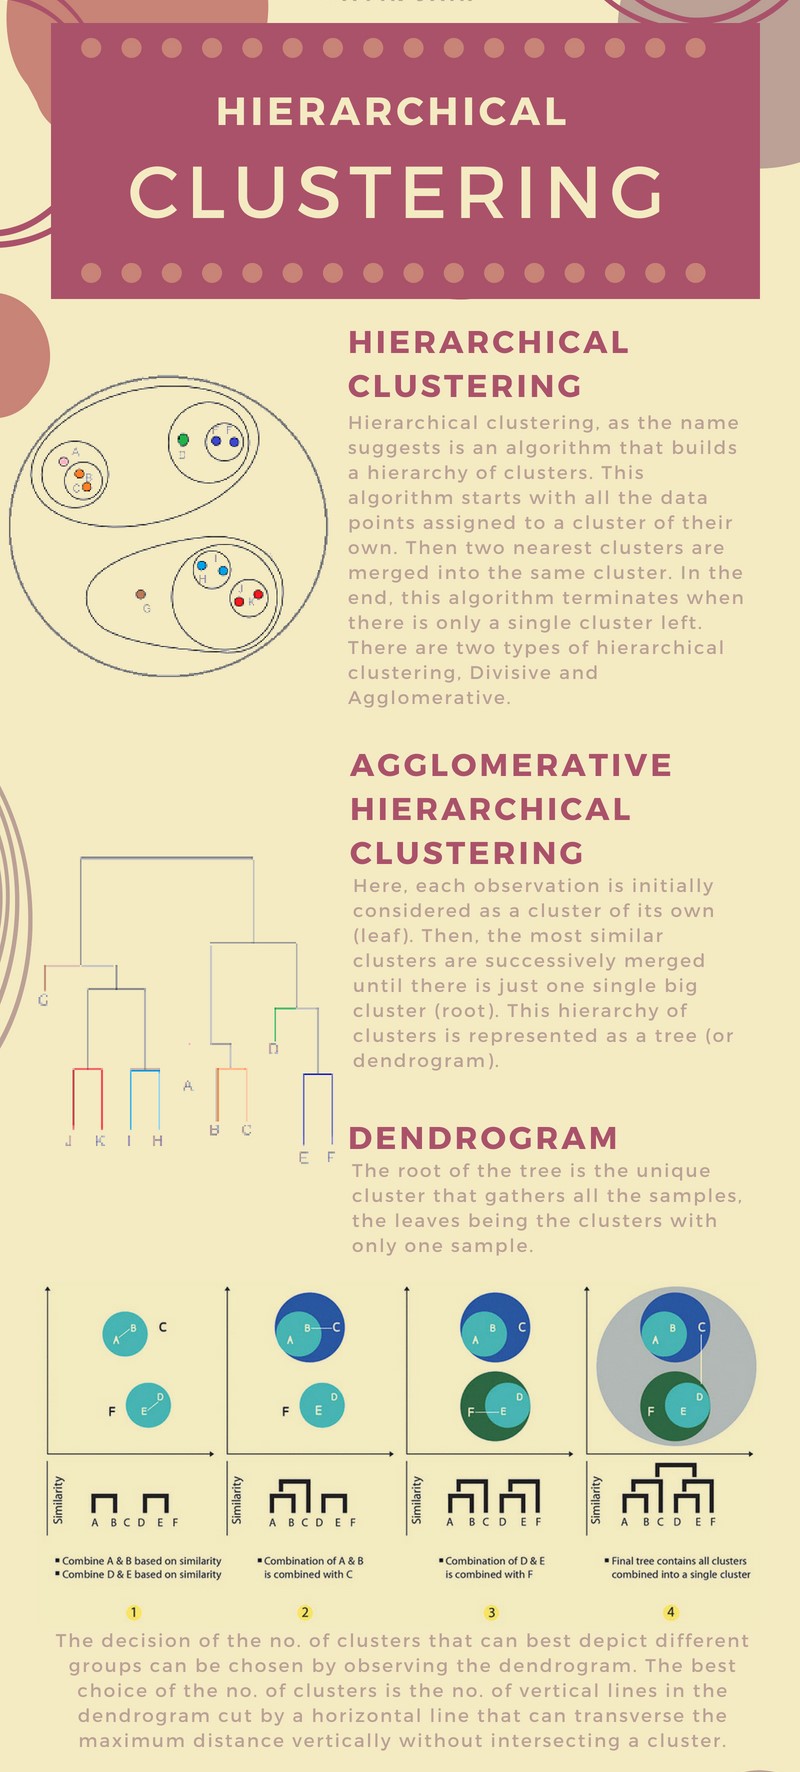 HIERARCHICAL
CLUSTERING
HIERARCHICAL
CLUSTERING
Hierarchical clustering, as the name
suggests is an algorithm that builds
a hierarchy of clusters. This
algorithm starts with all the data
points assigned to a cluster of their
own. Then two nearest clusters are
merged into the same cluster. In the
end, this algorithm terminates when
there is only a single cluster left.
There are two types of hierarchical
clustering, Divisive and
Agglomerative.
A
B
C
D
F
I
H
G
J
K
AGGLOMERATIVE
HIERARCHICAL
CLUSTERING
Here, each observation is initially
considered as a cluster of its own
(leaf). Then, the most similar
clusters are successively merged
until there is just one single big
cluster (root). This hierarchy of
clusters is represented as a tree (or
dendrogram).
G
D
A
J K I H B C
E F
DENDROGRAM
The root of the tree is the unique
cluster that gathers all the samples,
the leaves being the clusters with
only one sample.
A B C
F E D
Similarity
A B C D E F
▪ Combine A & B based on similarity
▪ Combine D & E based on similarity
1
A B C
F E D
Similarity
A B C D E F
▪ Combination of A & B
is combined with C
2
A B C
F E D
Similarity
A B C D E F
▪ Combination of D & E
is combined with F
3
A B C
F E D
Similarity
A B C D E F
▪ Final tree contains all clusters
combined into a single cluster
4
The decision of the no. of clusters that can best depict different
groups can be chosen by observing the dendrogram. The best
choice of the no. of clusters is the no. of vertical lines in the
dendrogram cut by a horizontal line that can transverse the
maximum distance vertically without intersecting a cluster.